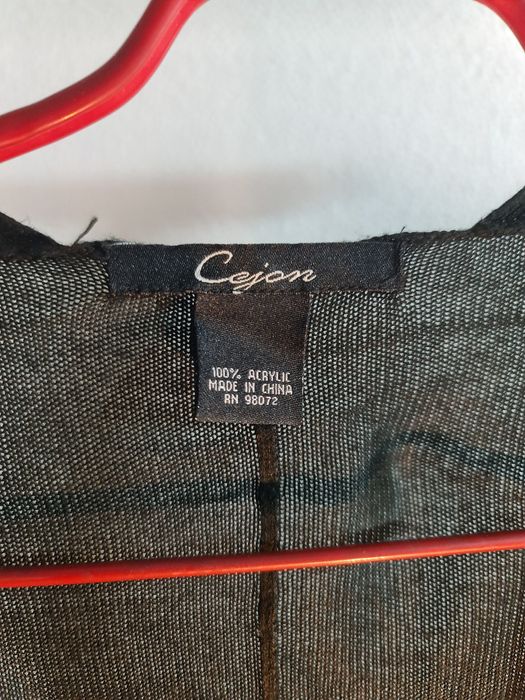 Cejon
100% ACRYLIC
MADE IN CHINA
RN 98072